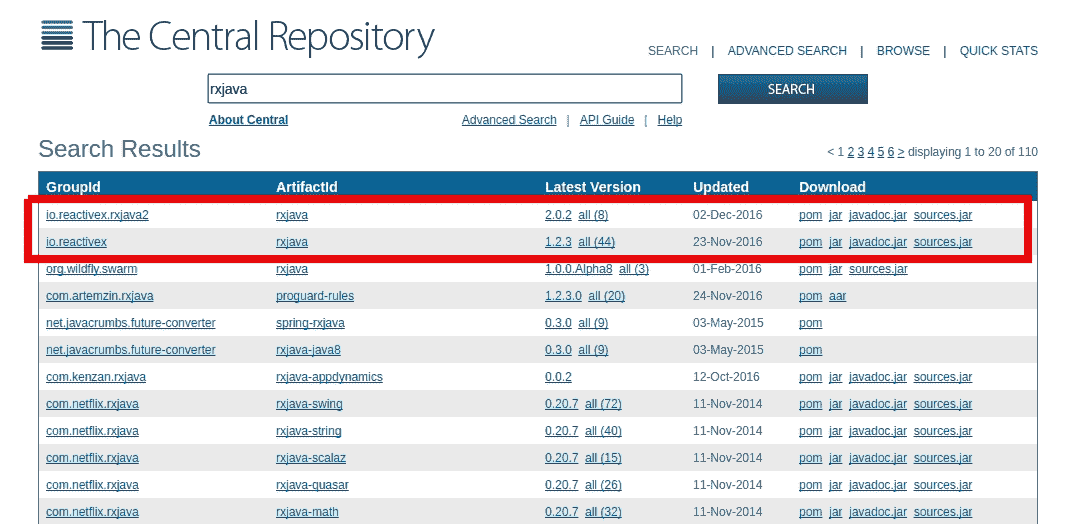 The Central Repository
SEARCH | ADVANCED SEARCH | BROWSE | QUICK STATS
rxjava SEARCH
About Central Advanced Search | API Guide | Help
Search Results < 1 2 3 4 5 6 > displaying 1 to 20 of 110
GroupId ArtifactId Latest Version Updated Download
io.reactivex.rxjava2 rxjava 2.0.2 all (8) 02-Dec-2016 pom jar javadoc.jar sources.jar
io.reactivex rxjava 1.2.3 all (44) 23-Nov-2016 pom jar javadoc.jar sources.jar
org.wildfly.swarm rxjava 1.0.0.Alpha8 all (3) 01-Feb-2016 pom jar sources.jar
com.artemzin.rxjava proguard-rules 1.2.3.0 all (20) 24-Nov-2016 pom aar
net.javacrumbs.future-converter spring-rxjava 0.3.0 all (9) 03-May-2015 pom
net.javacrumbs.future-converter rxjava-java8 0.3.0 all (9) 03-May-2015 pom
com.kenzan.rxjava rxjava-appdynamics 0.0.2 12-Oct-2016 pom jar javadoc.jar sources.jar
com.netflix.rxjava rxjava-swing 0.20.7 all (72) 11-Nov-2014 pom jar javadoc.jar sources.jar
com.netflix.rxjava rxjava-string 0.20.7 all (40) 11-Nov-2014 pom jar javadoc.jar sources.jar
com.netflix.rxjava rxjava-scalaz 0.20.7 all (15) 11-Nov-2014 pom jar javadoc.jar sources.jar
com.netflix.rxjava rxjava-quasar 0.20.7 all (26) 11-Nov-2014 pom jar javadoc.jar sources.jar
com.netflix.rxjava rxjava-math 0.20.7 all (32) 11-Nov-2014 pom jar javadoc.jar sources.jar